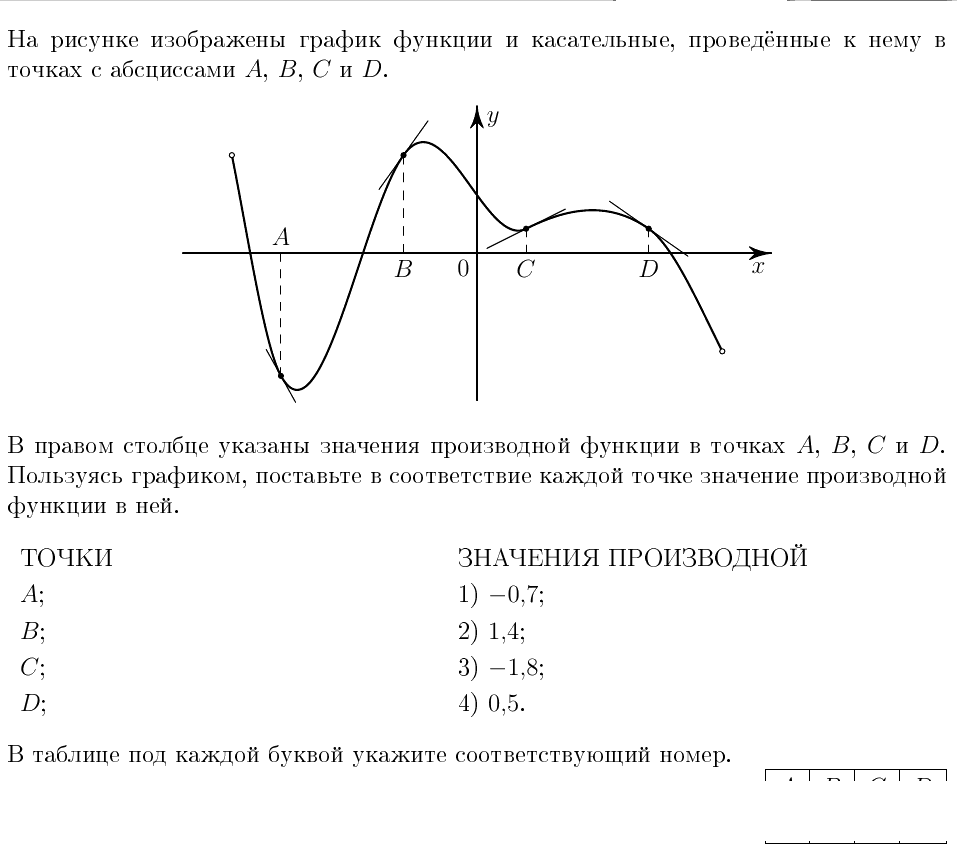 На рисунке изображены график функции и касательные, проведённые к нему в
точках с абсциссами A, B, C и D.
y
A
B
0
C
D
x
В правом столбце указаны значения производной функции в точках A, B, C и D.
Пользуясь графиком, поставьте в соответствие каждой точке значение производной
функции в ней.
ТОЧКИ ЗНАЧЕНИЯ ПРОИЗВОДНОЙ
A; 1) −0,7;
B; 2) 1,4;
C; 3) −1,8;
D; 4) 0,5.
В таблице под каждой буквой укажите соответствующий номер.